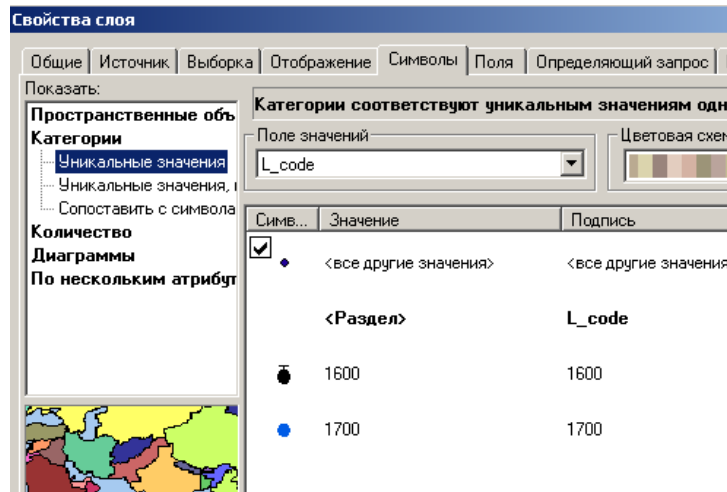 Свойства слоя
Общие Источник Выборка Отображение Символы Поля Определяющий запрос
Показать:
Пространственные объ
Категории
Уникальные значения
Уникальные значения,
Сопоставить с символа
Количество
Диаграммы
По нескольким атрибут
Категории соответствуют уникальным значениям одн
Поле значений
L_code
Цветовая схем
Симв... Значение Подпись
<все другие значения> <все другие значения
<Раздел> L_code
1600 1600
1700 1700